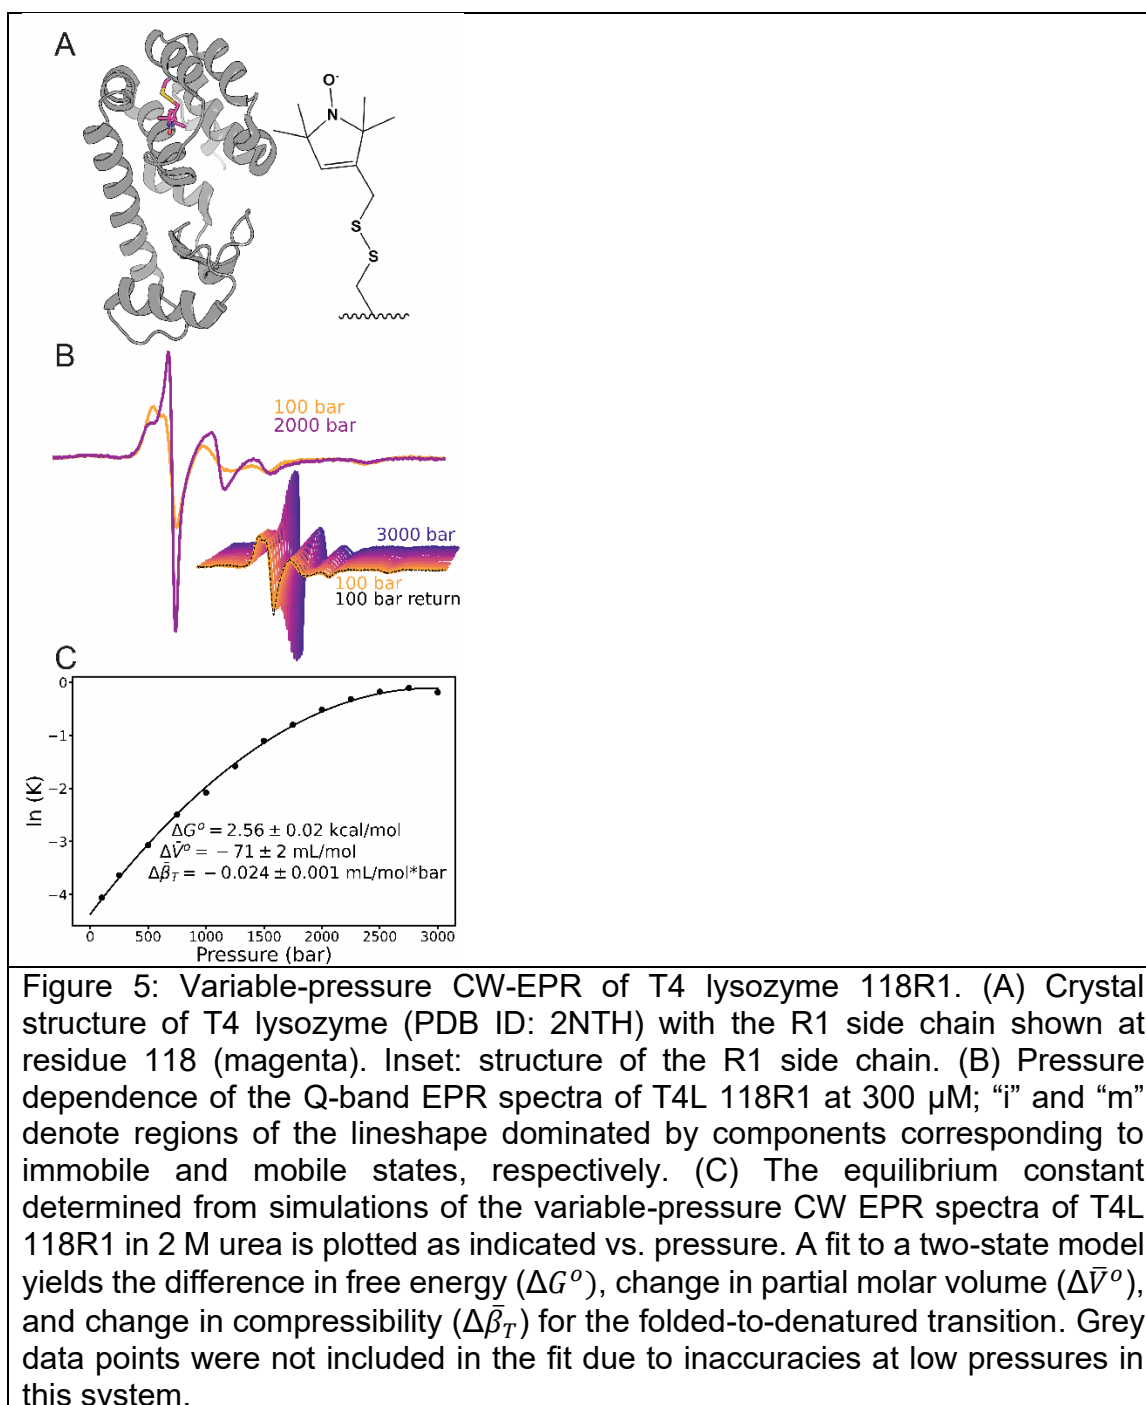 A
O·
N
S
S
B
100 bar
2000 bar
3000 bar
100 bar
100 bar return
C
0
−1
−2
−3
−4
ln (K)
ΔG° = 2.56 ± 0.02 kcal/mol
ΔV̄° = − 71 ± 2 mL/mol
Δβ̄_T = − 0.024 ± 0.001 mL/mol*bar
0 500 1000 1500 2000 2500 3000
Pressure (bar)
Figure 5: Variable-pressure CW-EPR of T4 lysozyme 118R1. (A) Crystal
structure of T4 lysozyme (PDB ID: 2NTH) with the R1 side chain shown at
residue 118 (magenta). Inset: structure of the R1 side chain. (B) Pressure
dependence of the Q-band EPR spectra of T4L 118R1 at 300 µM; “i” and “m”
denote regions of the lineshape dominated by components corresponding to
immobile and mobile states, respectively. (C) The equilibrium constant
determined from simulations of the variable-pressure CW EPR spectra of T4L
118R1 in 2 M urea is plotted as indicated vs. pressure. A fit to a two-state model
yields the difference in free energy (ΔG°), change in partial molar volume (ΔV̄°),
and change in compressibility (Δβ̄_T) for the folded-to-denatured transition. Grey
data points were not included in the fit due to inaccuracies at low pressures in
this system.